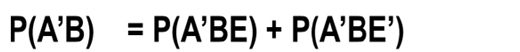 P(A’B) = P(A’BE) + P(A’BE’)